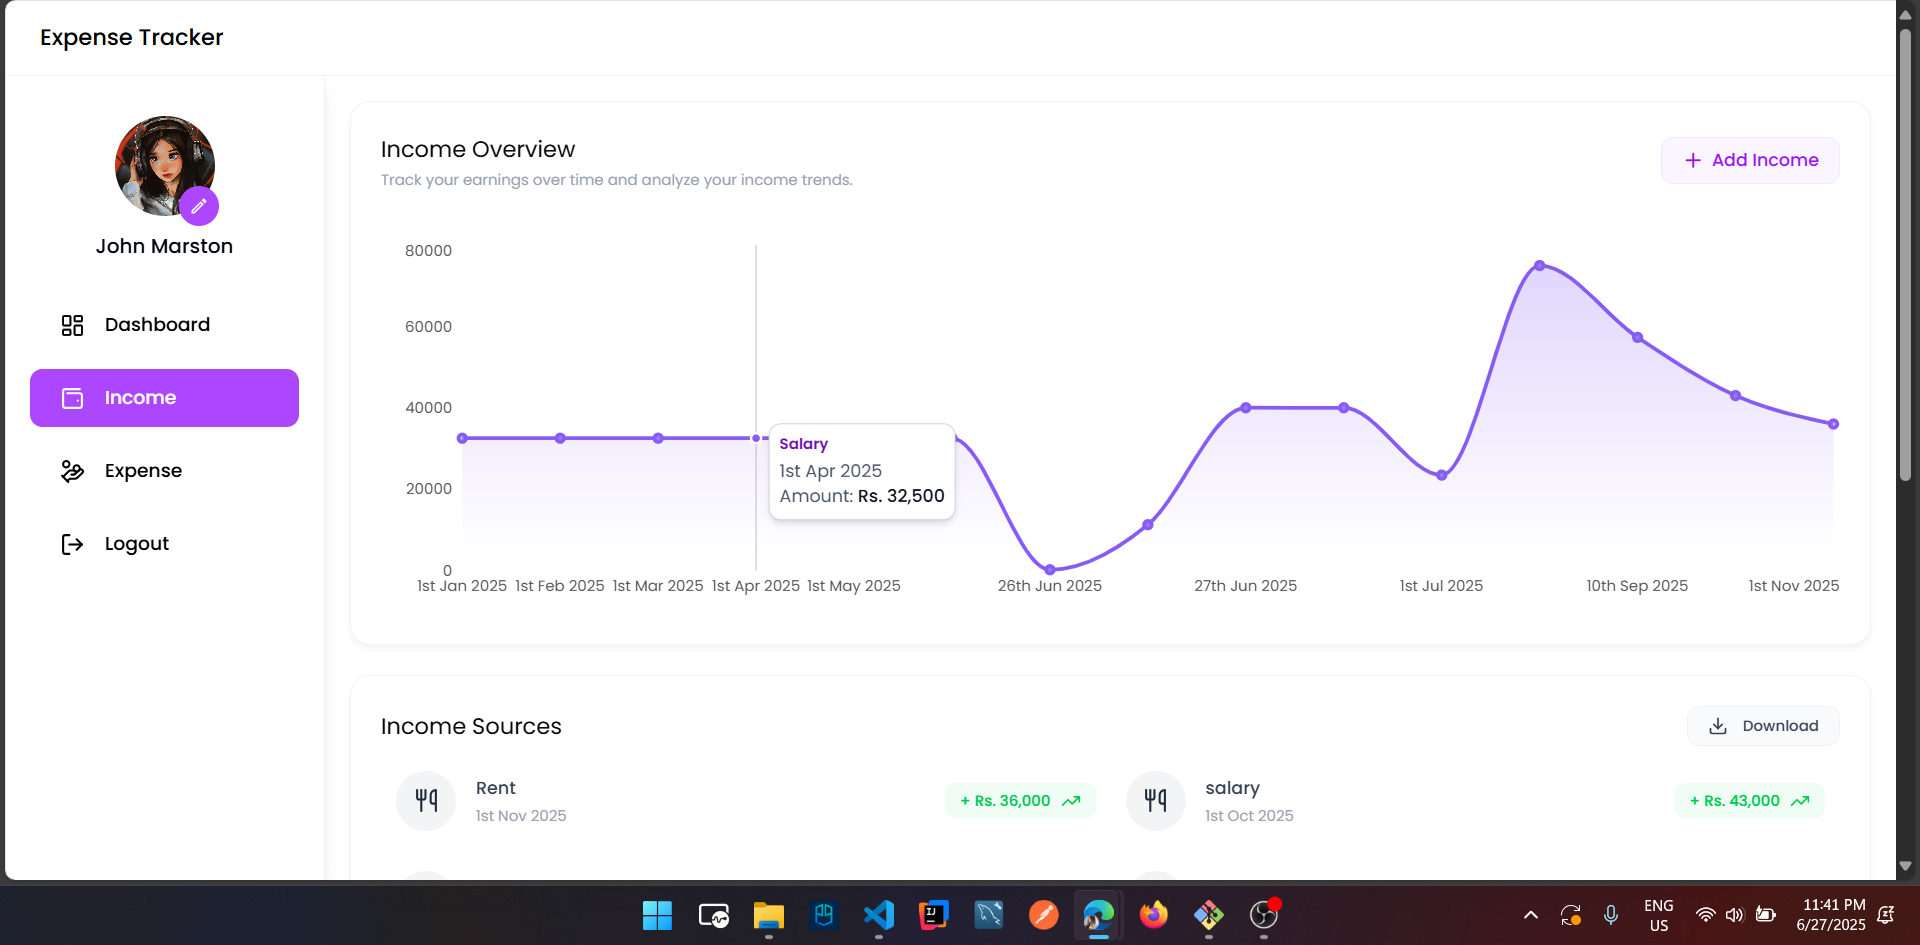 Expense Tracker
John Marston
Dashboard
Income
Expense
Logout
Income Overview
Track your earnings over time and analyze your income trends.
+ Add Income
80000
60000
40000
20000
0
Salary
1st Apr 2025
Amount: Rs. 32,500
1st Jan 2025 1st Feb 2025 1st Mar 2025 1st Apr 2025 1st May 2025 26th Jun 2025 27th Jun 2025 1st Jul 2025 10th Sep 2025 1st Nov 2025
Income Sources
Download
Rent
1st Nov 2025
+ Rs. 36,000
salary
1st Oct 2025
+ Rs. 43,000
IJ
ENG
US
11:41 PM
6/27/2025